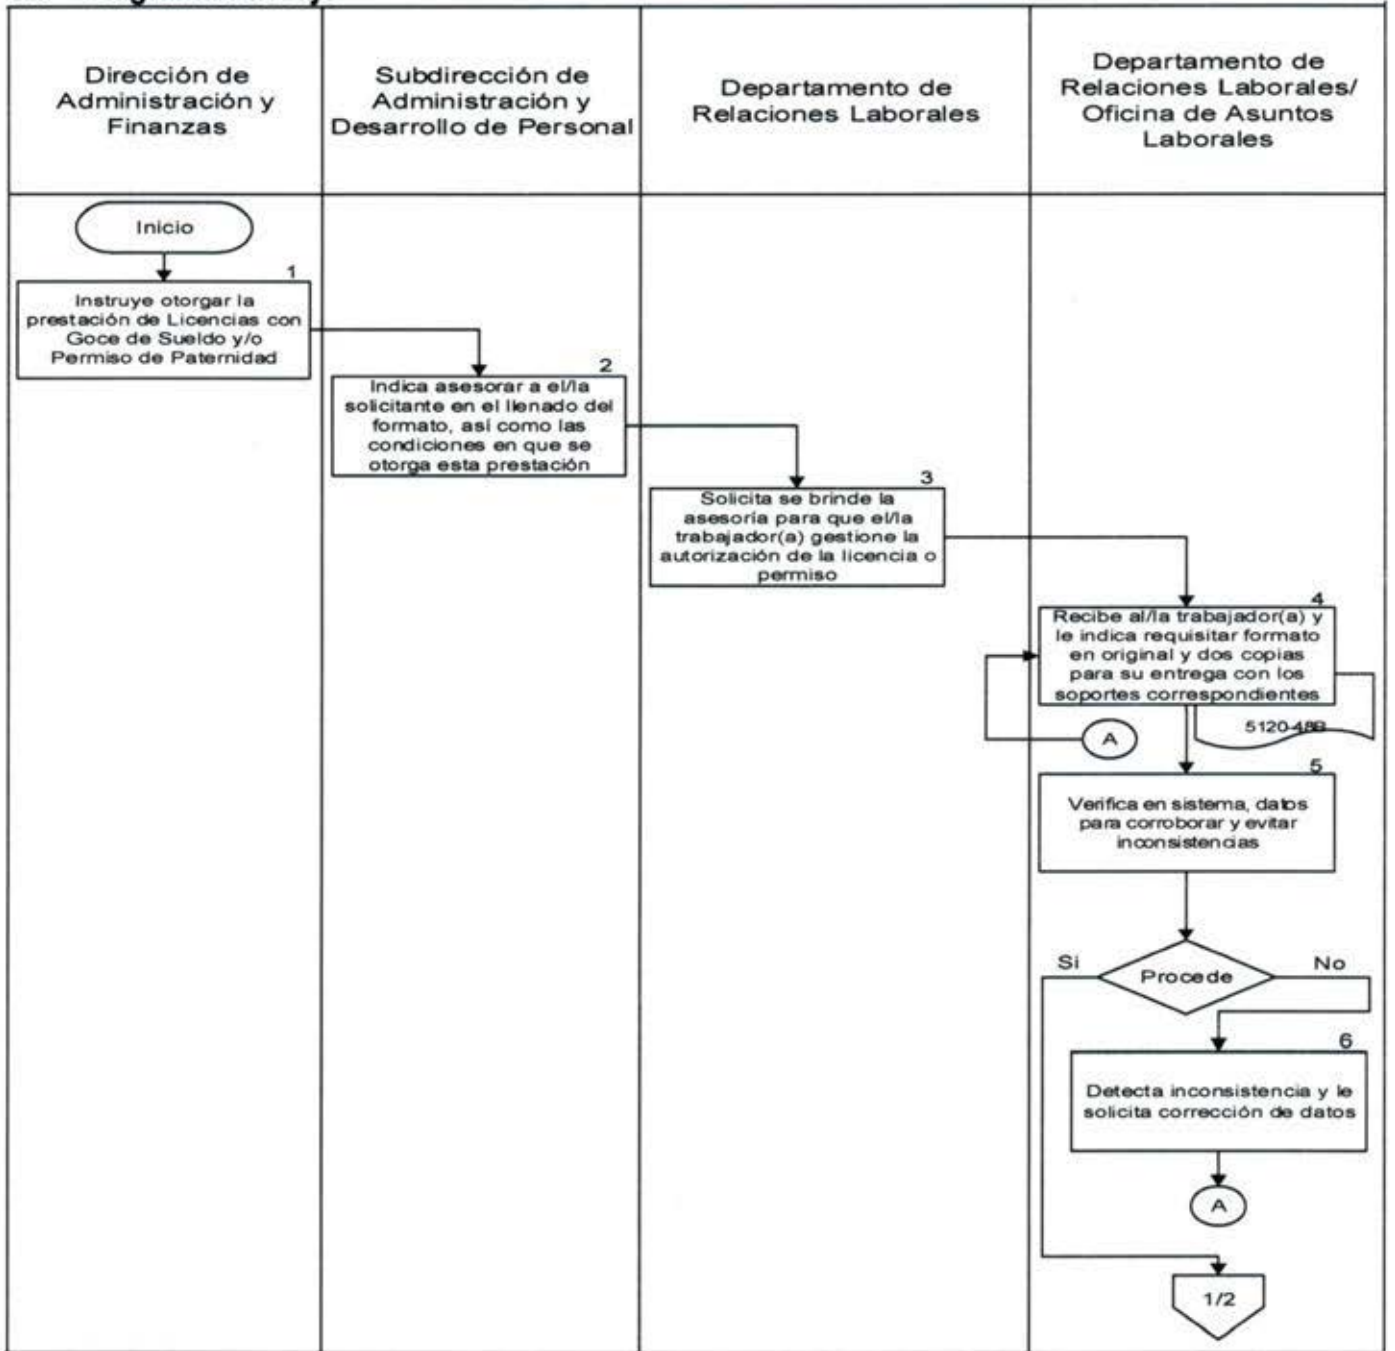 Dirección de
Administración y
Finanzas
Subdirección de
Administración y
Desarrollo de Personal
Departamento de
Relaciones Laborales
Departamento de
Relaciones Laborales/
Oficina de Asuntos
Laborales
Inicio
1
Instruye otorgar la
prestación de Licencias con
Goce de Sueldo y/o
Permiso de Paternidad
2
Indica asesorar a el/la
solicitante en el llenado del
formato, así como las
condiciones en que se
otorga esta prestación
3
Solicita se brinde la
asesoría para que el/la
trabajador(a) gestione la
autorización de la licencia o
permiso
4
Recibe al/la trabajador(a) y
le indica requisitar formato
en original y dos copias
para su entrega con los
soportes correspondientes
5120-48B
A
5
Verifica en sistema, datos
para corroborar y evitar
inconsistencias
Si
Procede
No
6
Detecta inconsistencia y le
solicita corrección de datos
A
1/2